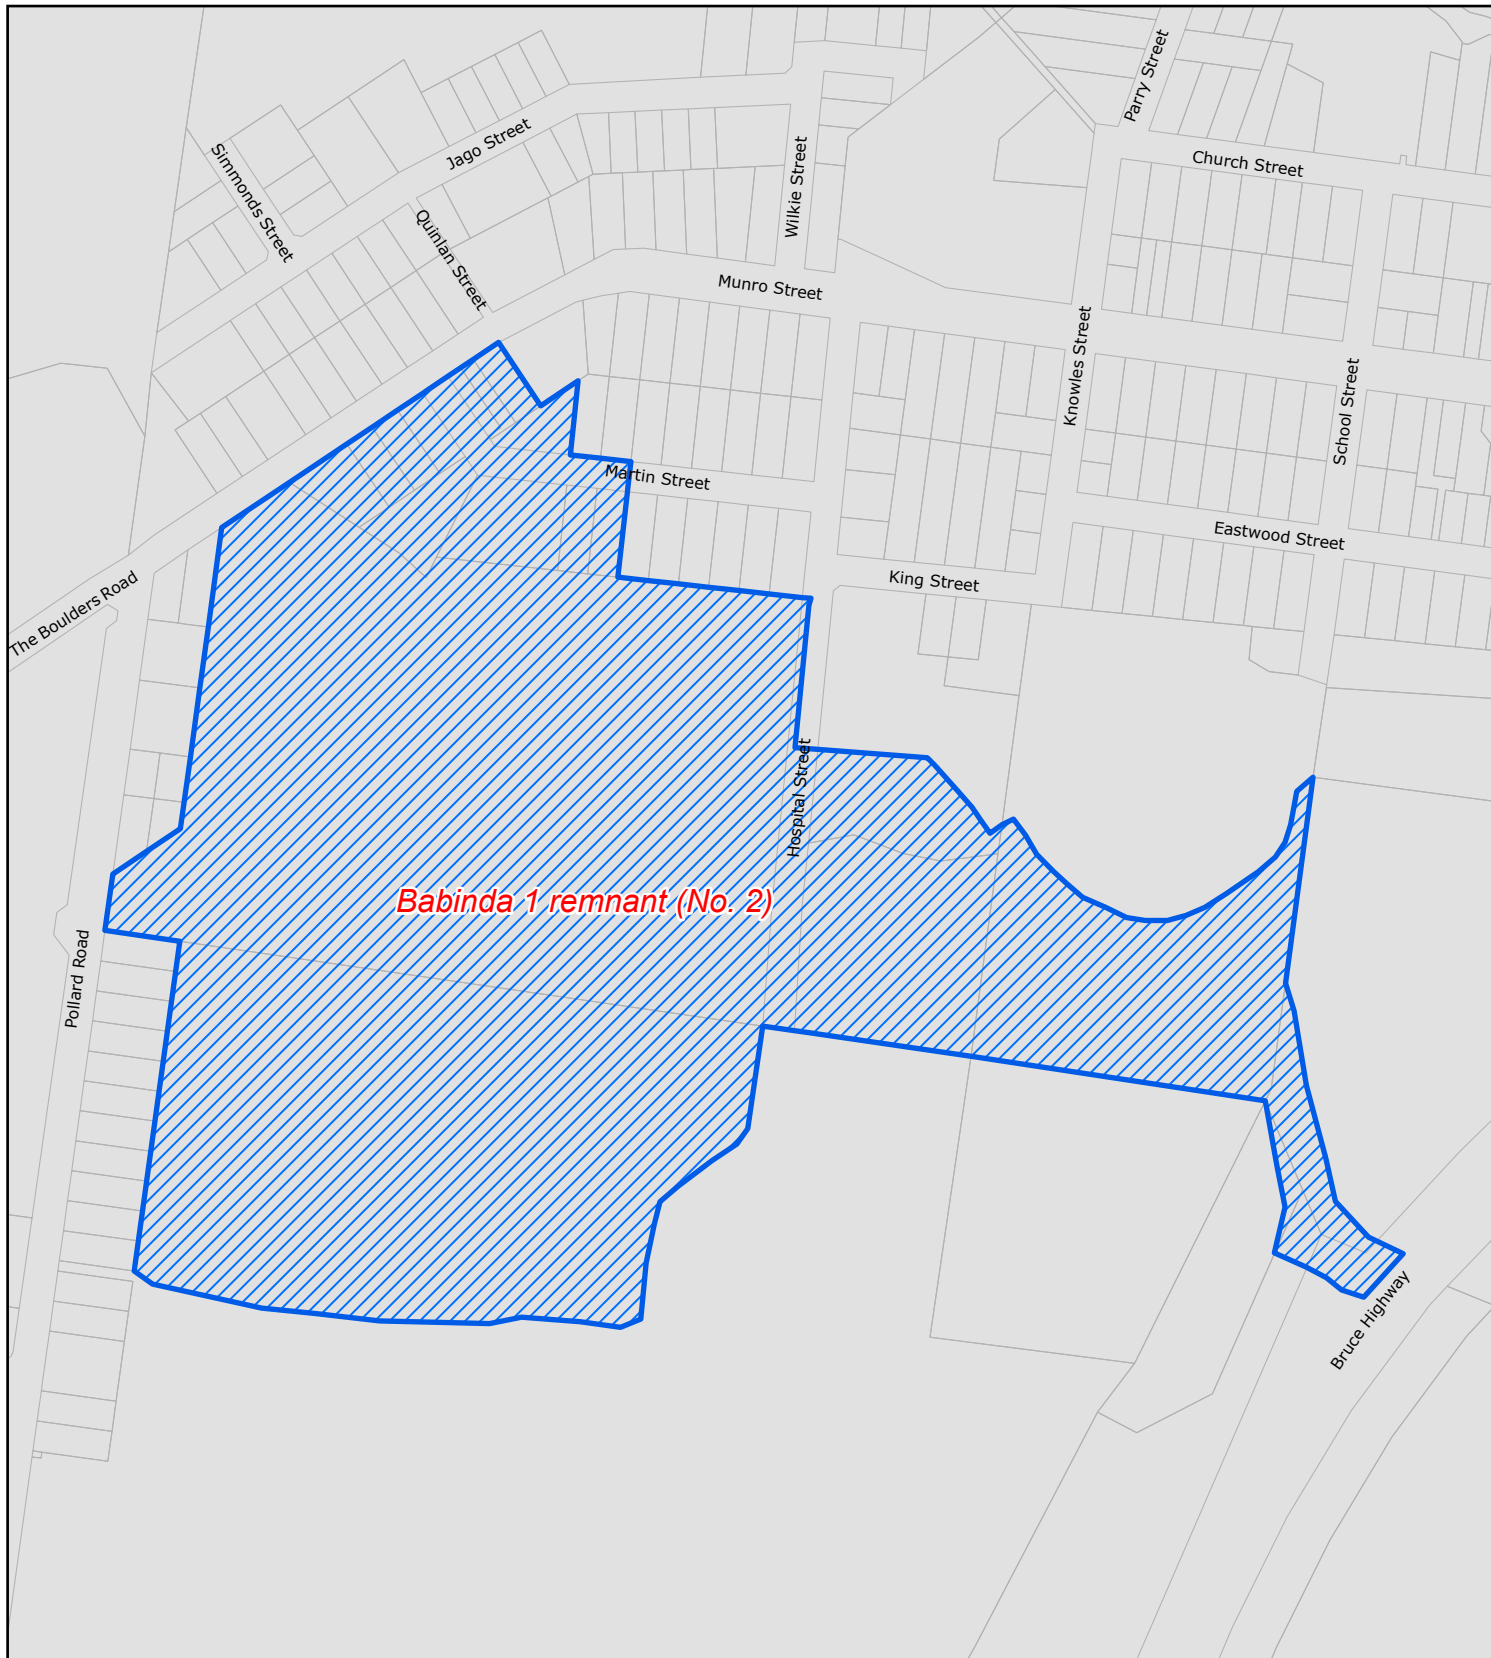 Parry Street
Jago Street
Church Street
Simmonds Street
Wilkie Street
Quinlan Street
Munro Street
Knowles Street
School Street
Martin Street
Eastwood Street
King Street
The Boulders Road
Hospital Street
Babinda 1 remnant (No. 2)
Pollard Road
Bruce Highway